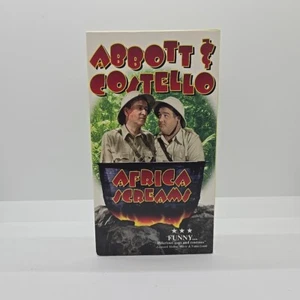 ABBOTT &
COSTELLO
AFRICA
SCREAMS
★★★
FUNNY...